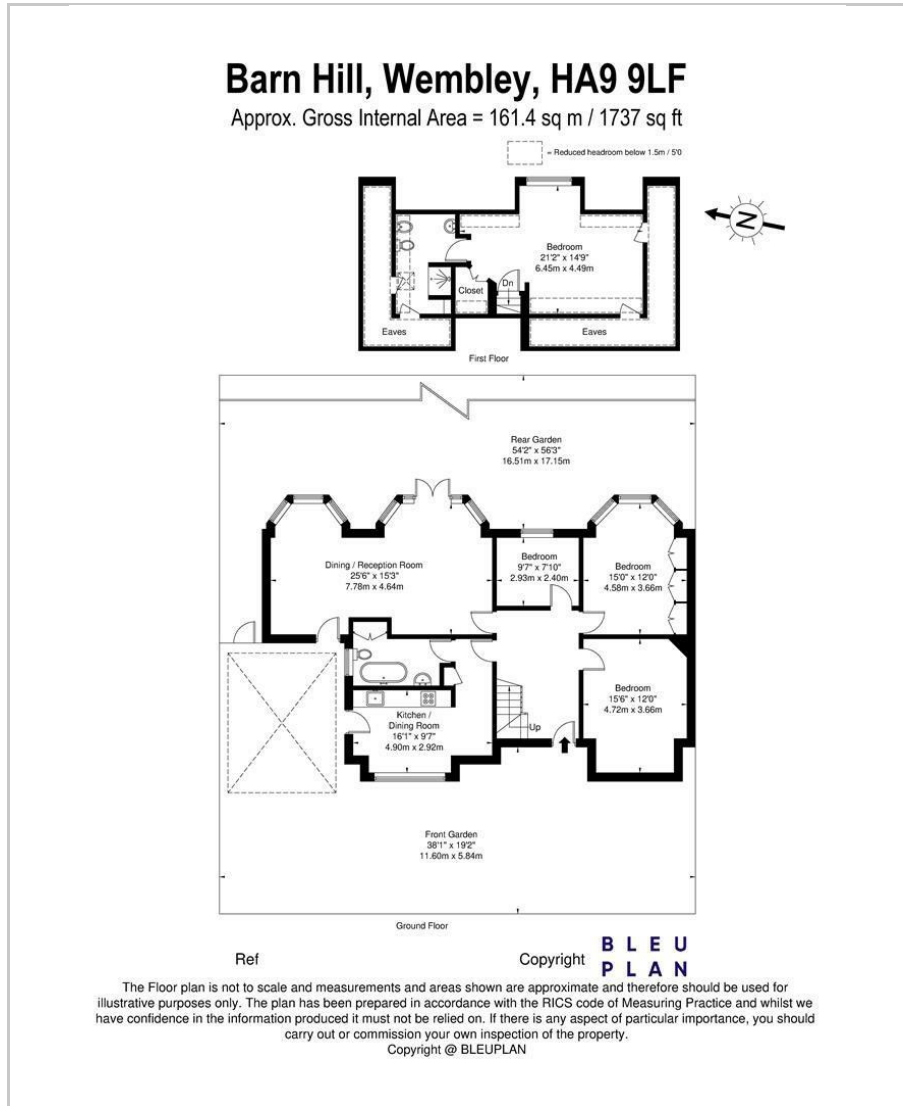 Barn Hill, Wembley, HA9 9LF
Approx. Gross Internal Area = 161.4 sq m / 1737 sq ft
= Reduced headroom below 1.5m / 5'0
N
Bedroom
21'2" x 14'9"
6.45m x 4.49m
Dn
Closet
Eaves
Eaves
First Floor
Rear Garden
54'2" x 56'3"
16.51m x 17.15m
Dining / Reception Room
25'6" x 15'3"
7.78m x 4.64m
Bedroom
9'7" x 7'10"
2.93m x 2.40m
Bedroom
15'0" x 12'0"
4.58m x 3.66m
Bedroom
15'6" x 12'0"
4.72m x 3.66m
Kitchen /
Dining Room
16'1" x 9'7"
4.90m x 2.92m
Up
Front Garden
38'1" x 19'2"
11.60m x 5.84m
Ground Floor
Ref
Copyright
BLEU
PLAN
The Floor plan is not to scale and measurements and areas shown are approximate and therefore should be used for
illustrative purposes only. The plan has been prepared in accordance with the RICS code of Measuring Practice and whilst we
have confidence in the information produced it must not be relied on. If there is any aspect of particular importance, you should
carry out or commission your own inspection of the property.
Copyright @ BLEUPLAN